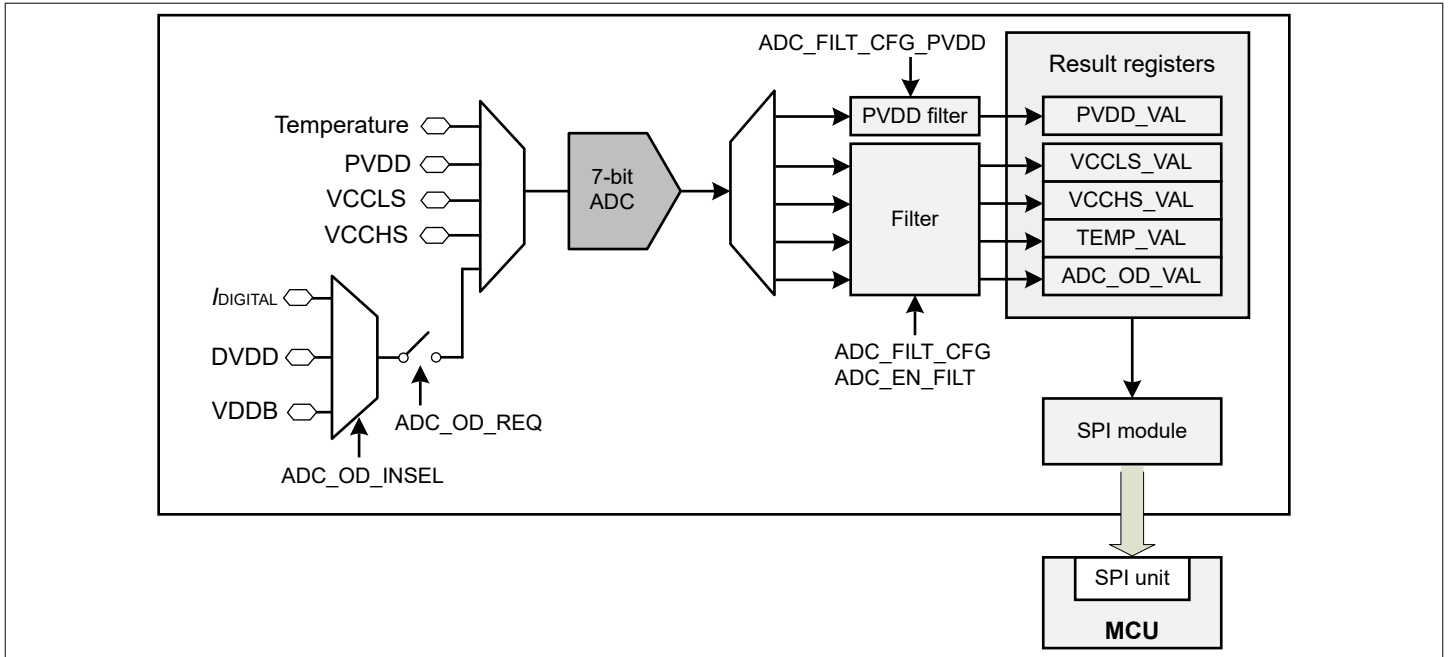 ADC_FILT_CFG_PVDD
Result registers
Temperature
PVDD
VCCLS
VCCHS
7-bit
ADC
PVDD filter
Filter
PVDD_VAL
VCCLS_VAL
VCCHS_VAL
TEMP_VAL
ADC_OD_VAL
IDIGITAL
DVDD
VDDB
ADC_OD_REQ
ADC_OD_INSEL
ADC_FILT_CFG
ADC_EN_FILT
SPI module
SPI unit
MCU